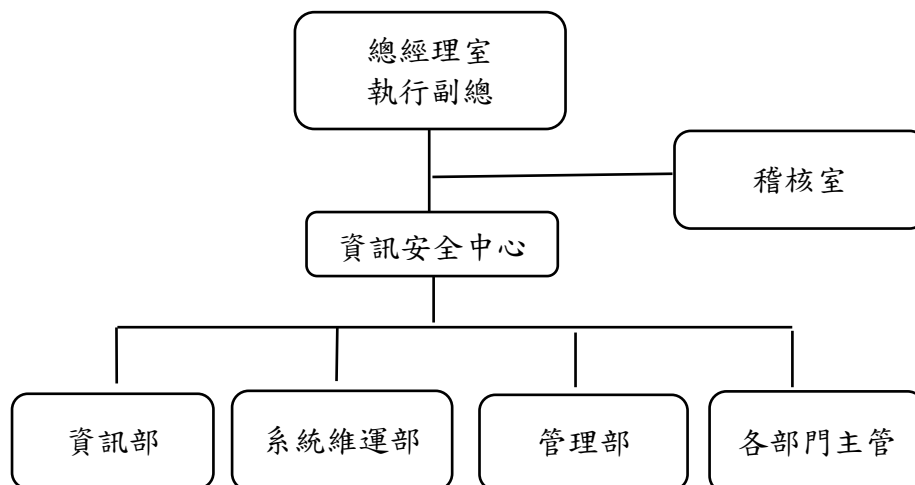 總經理室
執行副總
稽核室
資訊安全中心
資訊部
系統維運部
管理部
各部門主管